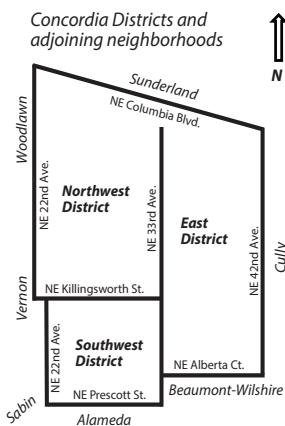 Concordia Districts and
adjoining neighborhoods
N
Sunderland
NE Columbia Blvd.
Woodlawn
NE 22nd Ave.
Northwest
District
NE 33rd Ave.
East
District
NE 42nd Ave.
Cully
NE Killingsworth St.
Vernon
NE 22nd Ave.
Southwest
District
NE Alberta Ct.
NE Prescott St.
Beaumont-Wilshire
Sabin
Alameda